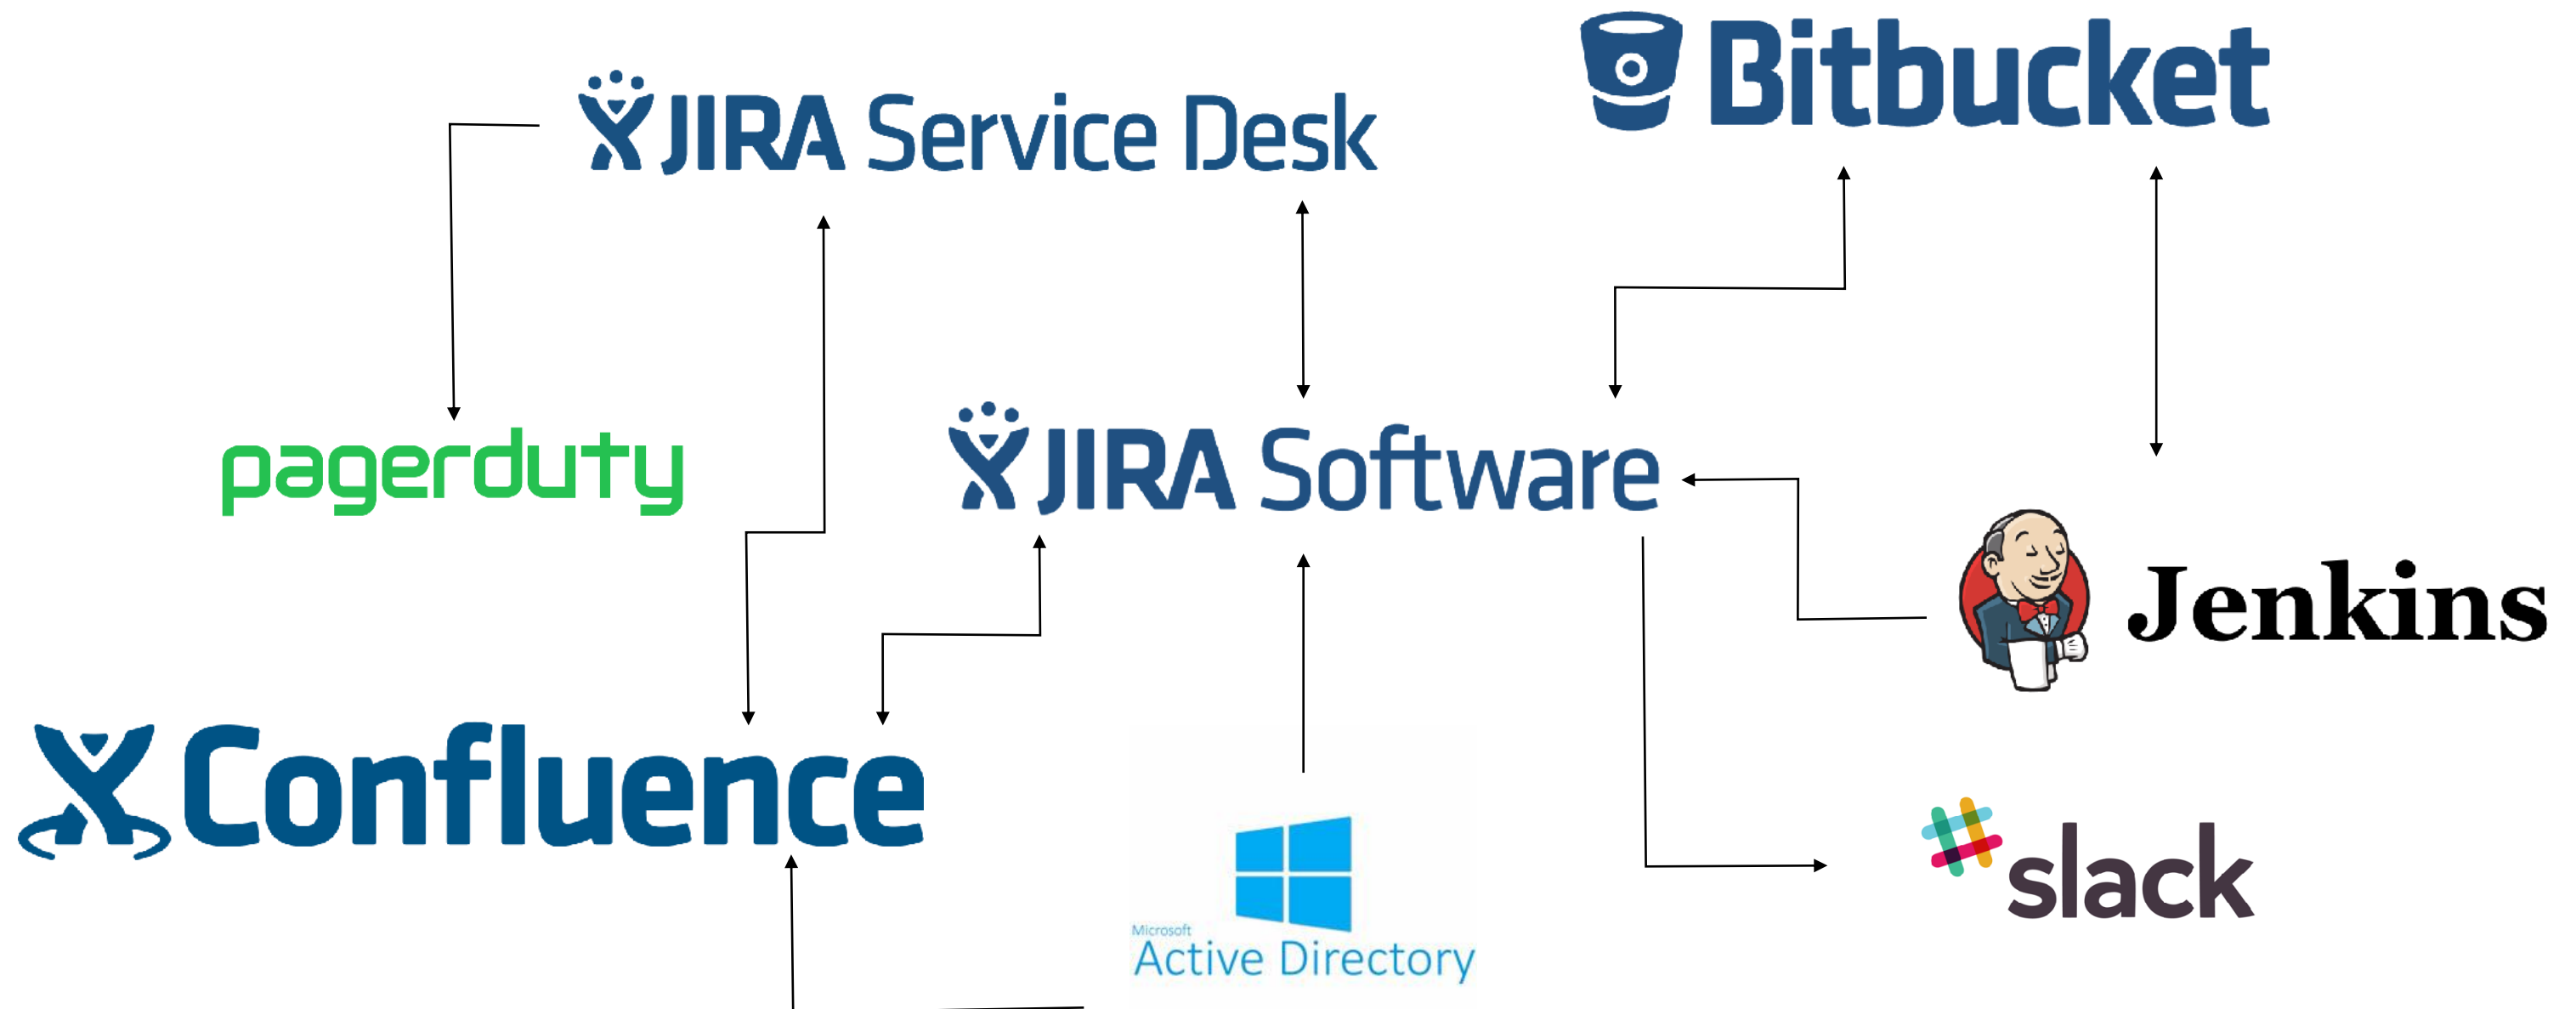 JIRA Service Desk
Bitbucket
pagerduty
JIRA Software
Jenkins
Confluence
slack
Microsoft
Active Directory